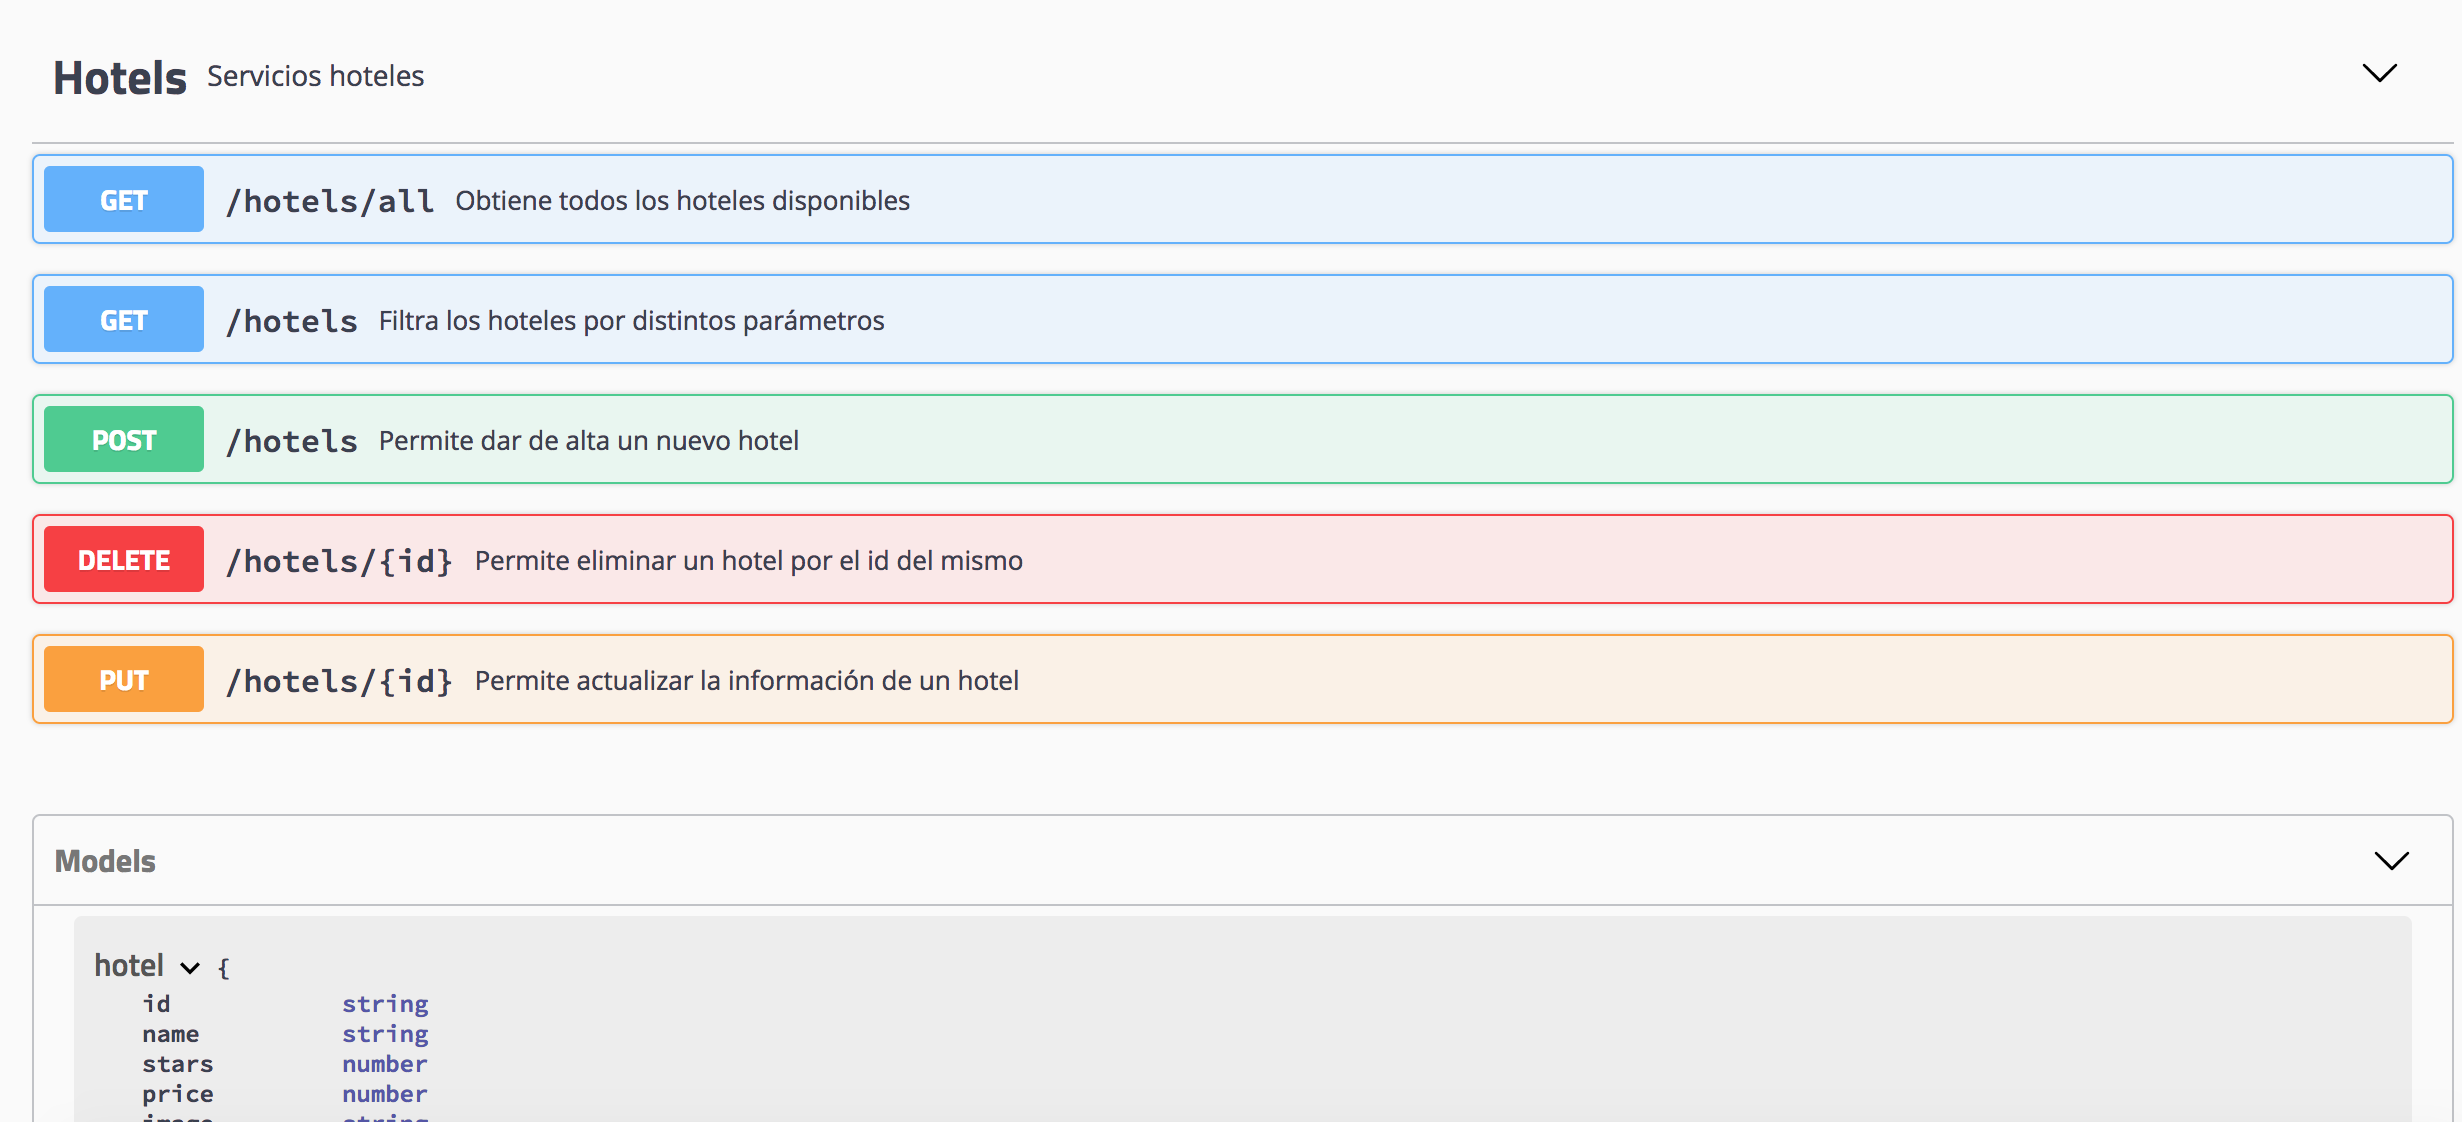 Hotels Servicios hoteles
GET /hotels/all Obtiene todos los hoteles disponibles
GET /hotels Filtra los hoteles por distintos parámetros
POST /hotels Permite dar de alta un nuevo hotel
DELETE /hotels/{id} Permite eliminar un hotel por el id del mismo
PUT /hotels/{id} Permite actualizar la información de un hotel
Models
hotel {
id string
name string
stars number
price number
image string